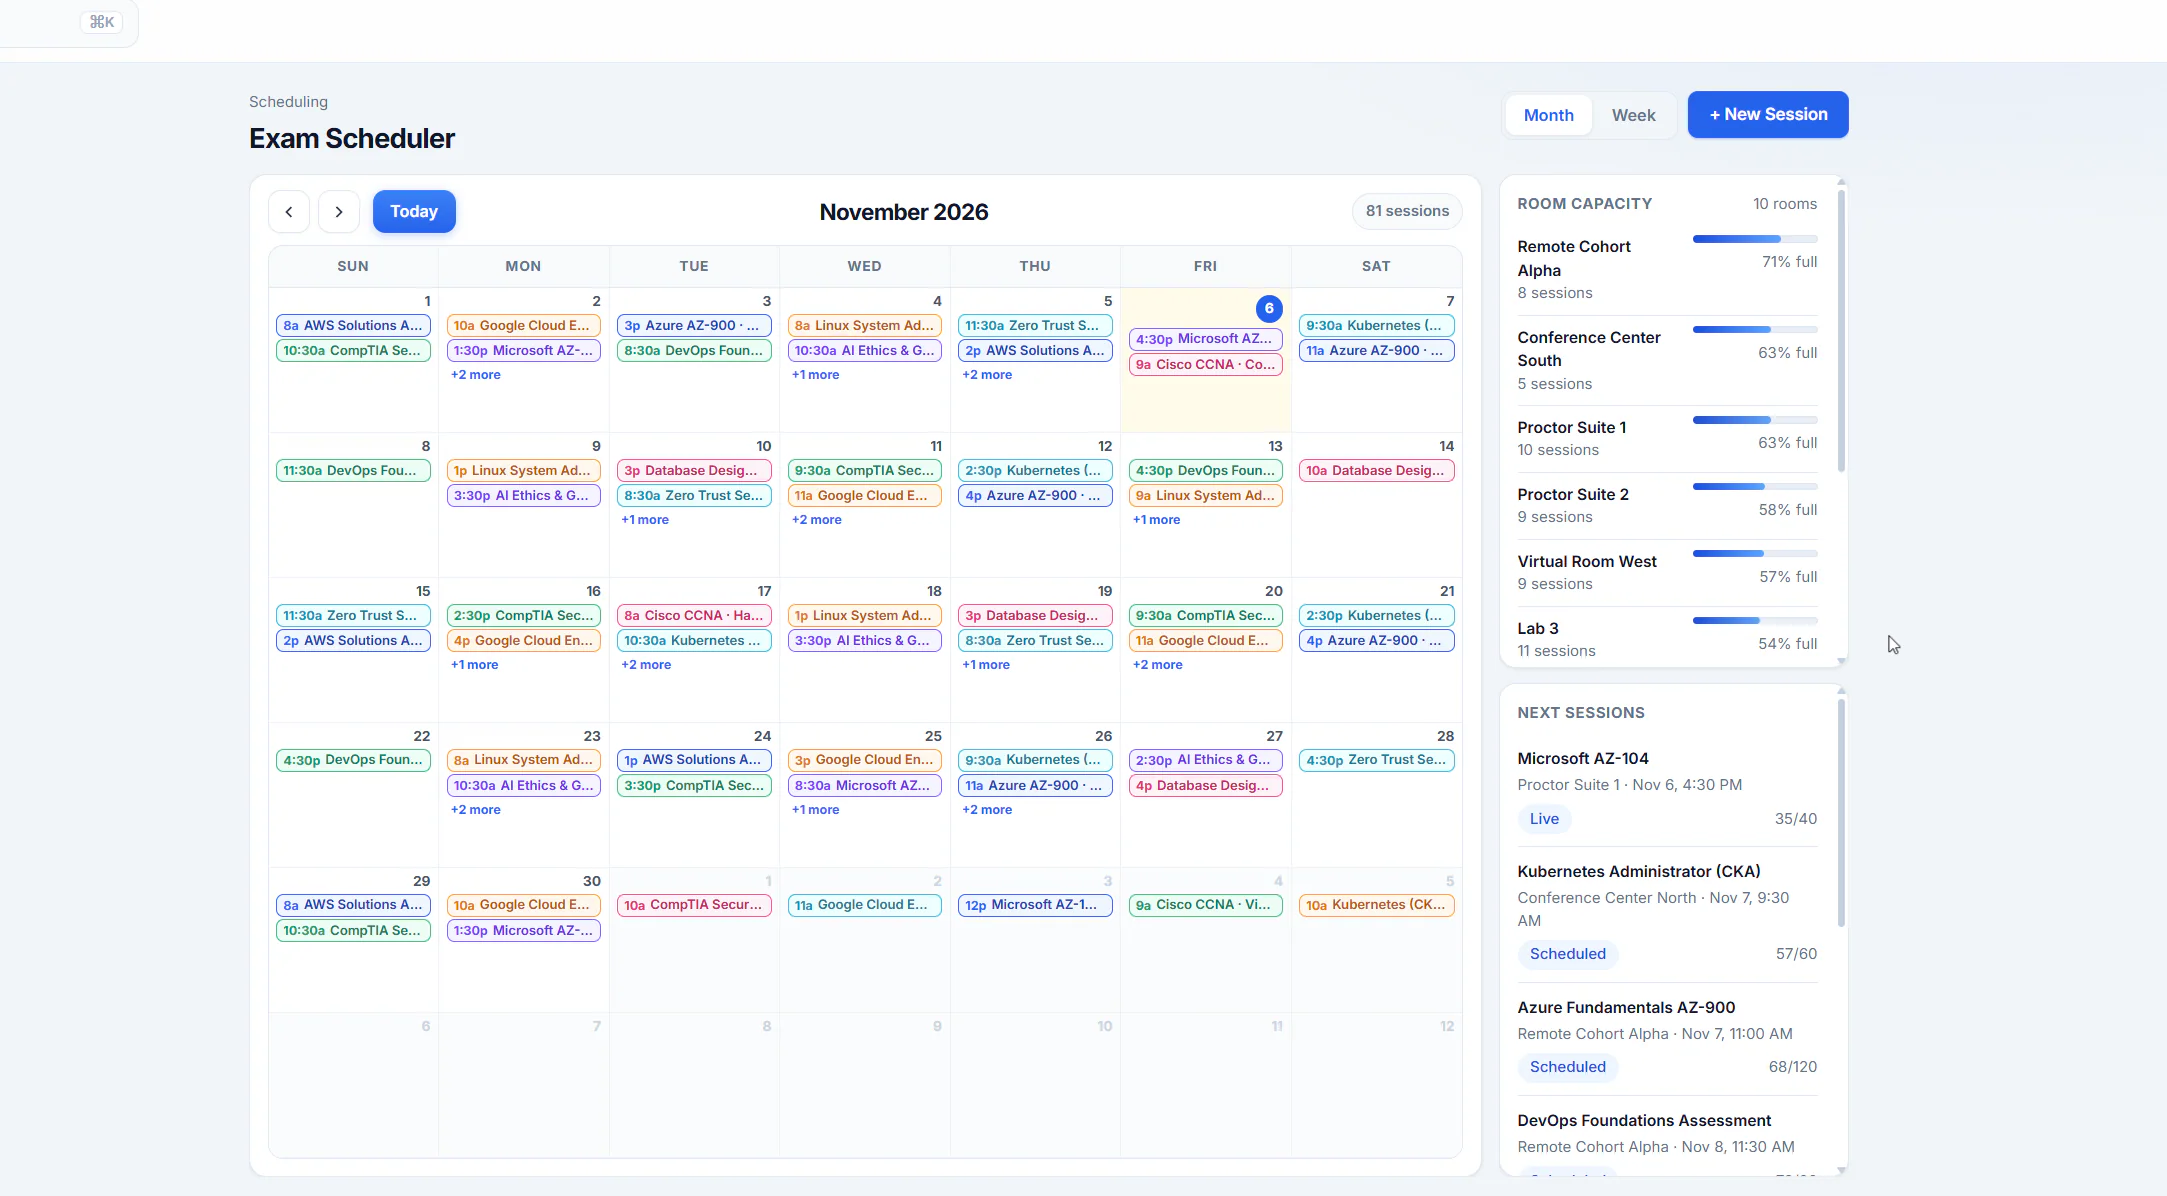 ⌘K
Scheduling
Exam Scheduler
Month Week + New Session
Today
November 2026
81 sessions
SUN MON TUE WED THU FRI SAT
1 2 3 4 5 6 7
8a AWS Solutions A... 10a Google Cloud E... 3p Azure AZ-900 · ... 8a Linux System Ad... 11:30a Zero Trust S... 4:30p Microsoft AZ... 9:30a Kubernetes (...
10:30a CompTIA Se... 1:30p Microsoft AZ-... 8:30a DevOps Foun... 10:30a AI Ethics & G... 2p AWS Solutions A... 9a Cisco CCNA · Co... 11a Azure AZ-900 · ...
+2 more +1 more +2 more
8 9 10 11 12 13 14
11:30a DevOps Fou... 1p Linux System Ad... 3p Database Desig... 9:30a CompTIA Sec... 2:30p Kubernetes (... 4:30p DevOps Foun... 10a Database Desig...
3:30p AI Ethics & G... 8:30a Zero Trust Se... 11a Google Cloud E... 4p Azure AZ-900 · ... 9a Linux System Ad...
+1 more +2 more +1 more
15 16 17 18 19 20 21
11:30a Zero Trust S... 2:30p CompTIA Sec... 8a Cisco CCNA · Ha... 1p Linux System Ad... 3p Database Desig... 9:30a CompTIA Sec... 2:30p Kubernetes (...
2p AWS Solutions A... 4p Google Cloud En... 10:30a Kubernetes ... 3:30p AI Ethics & G... 8:30a Zero Trust Se... 11a Google Cloud E... 4p Azure AZ-900 · ...
+1 more +2 more +1 more +2 more
22 23 24 25 26 27 28
4:30p DevOps Foun... 8a Linux System Ad... 1p AWS Solutions A... 3p Google Cloud En... 9:30a Kubernetes (... 2:30p AI Ethics & G... 4:30p Zero Trust Se...
10:30a AI Ethics & G... 3:30p CompTIA Sec... 8:30a Microsoft AZ... 11a Azure AZ-900 · ... 4p Database Desig...
+2 more +1 more +2 more
29 30 1 2 3 4 5
8a AWS Solutions A... 10a Google Cloud E... 10a CompTIA Secur... 11a Google Cloud E... 12p Microsoft AZ-1... 9a Cisco CCNA · Vi... 10a Kubernetes (CK...
10:30a CompTIA Se... 1:30p Microsoft AZ-...
6 7 8 9 10 11 12
ROOM CAPACITY 10 rooms
Remote Cohort
Alpha
71% full
8 sessions
Conference Center
South
63% full
5 sessions
Proctor Suite 1
63% full
10 sessions
Proctor Suite 2
58% full
9 sessions
Virtual Room West
57% full
9 sessions
Lab 3
54% full
11 sessions
NEXT SESSIONS
Microsoft AZ-104
Proctor Suite 1 · Nov 6, 4:30 PM
Live 35/40
Kubernetes Administrator (CKA)
Conference Center North · Nov 7, 9:30
AM
Scheduled 57/60
Azure Fundamentals AZ-900
Remote Cohort Alpha · Nov 7, 11:00 AM
Scheduled 68/120
DevOps Foundations Assessment
Remote Cohort Alpha · Nov 8, 11:30 AM